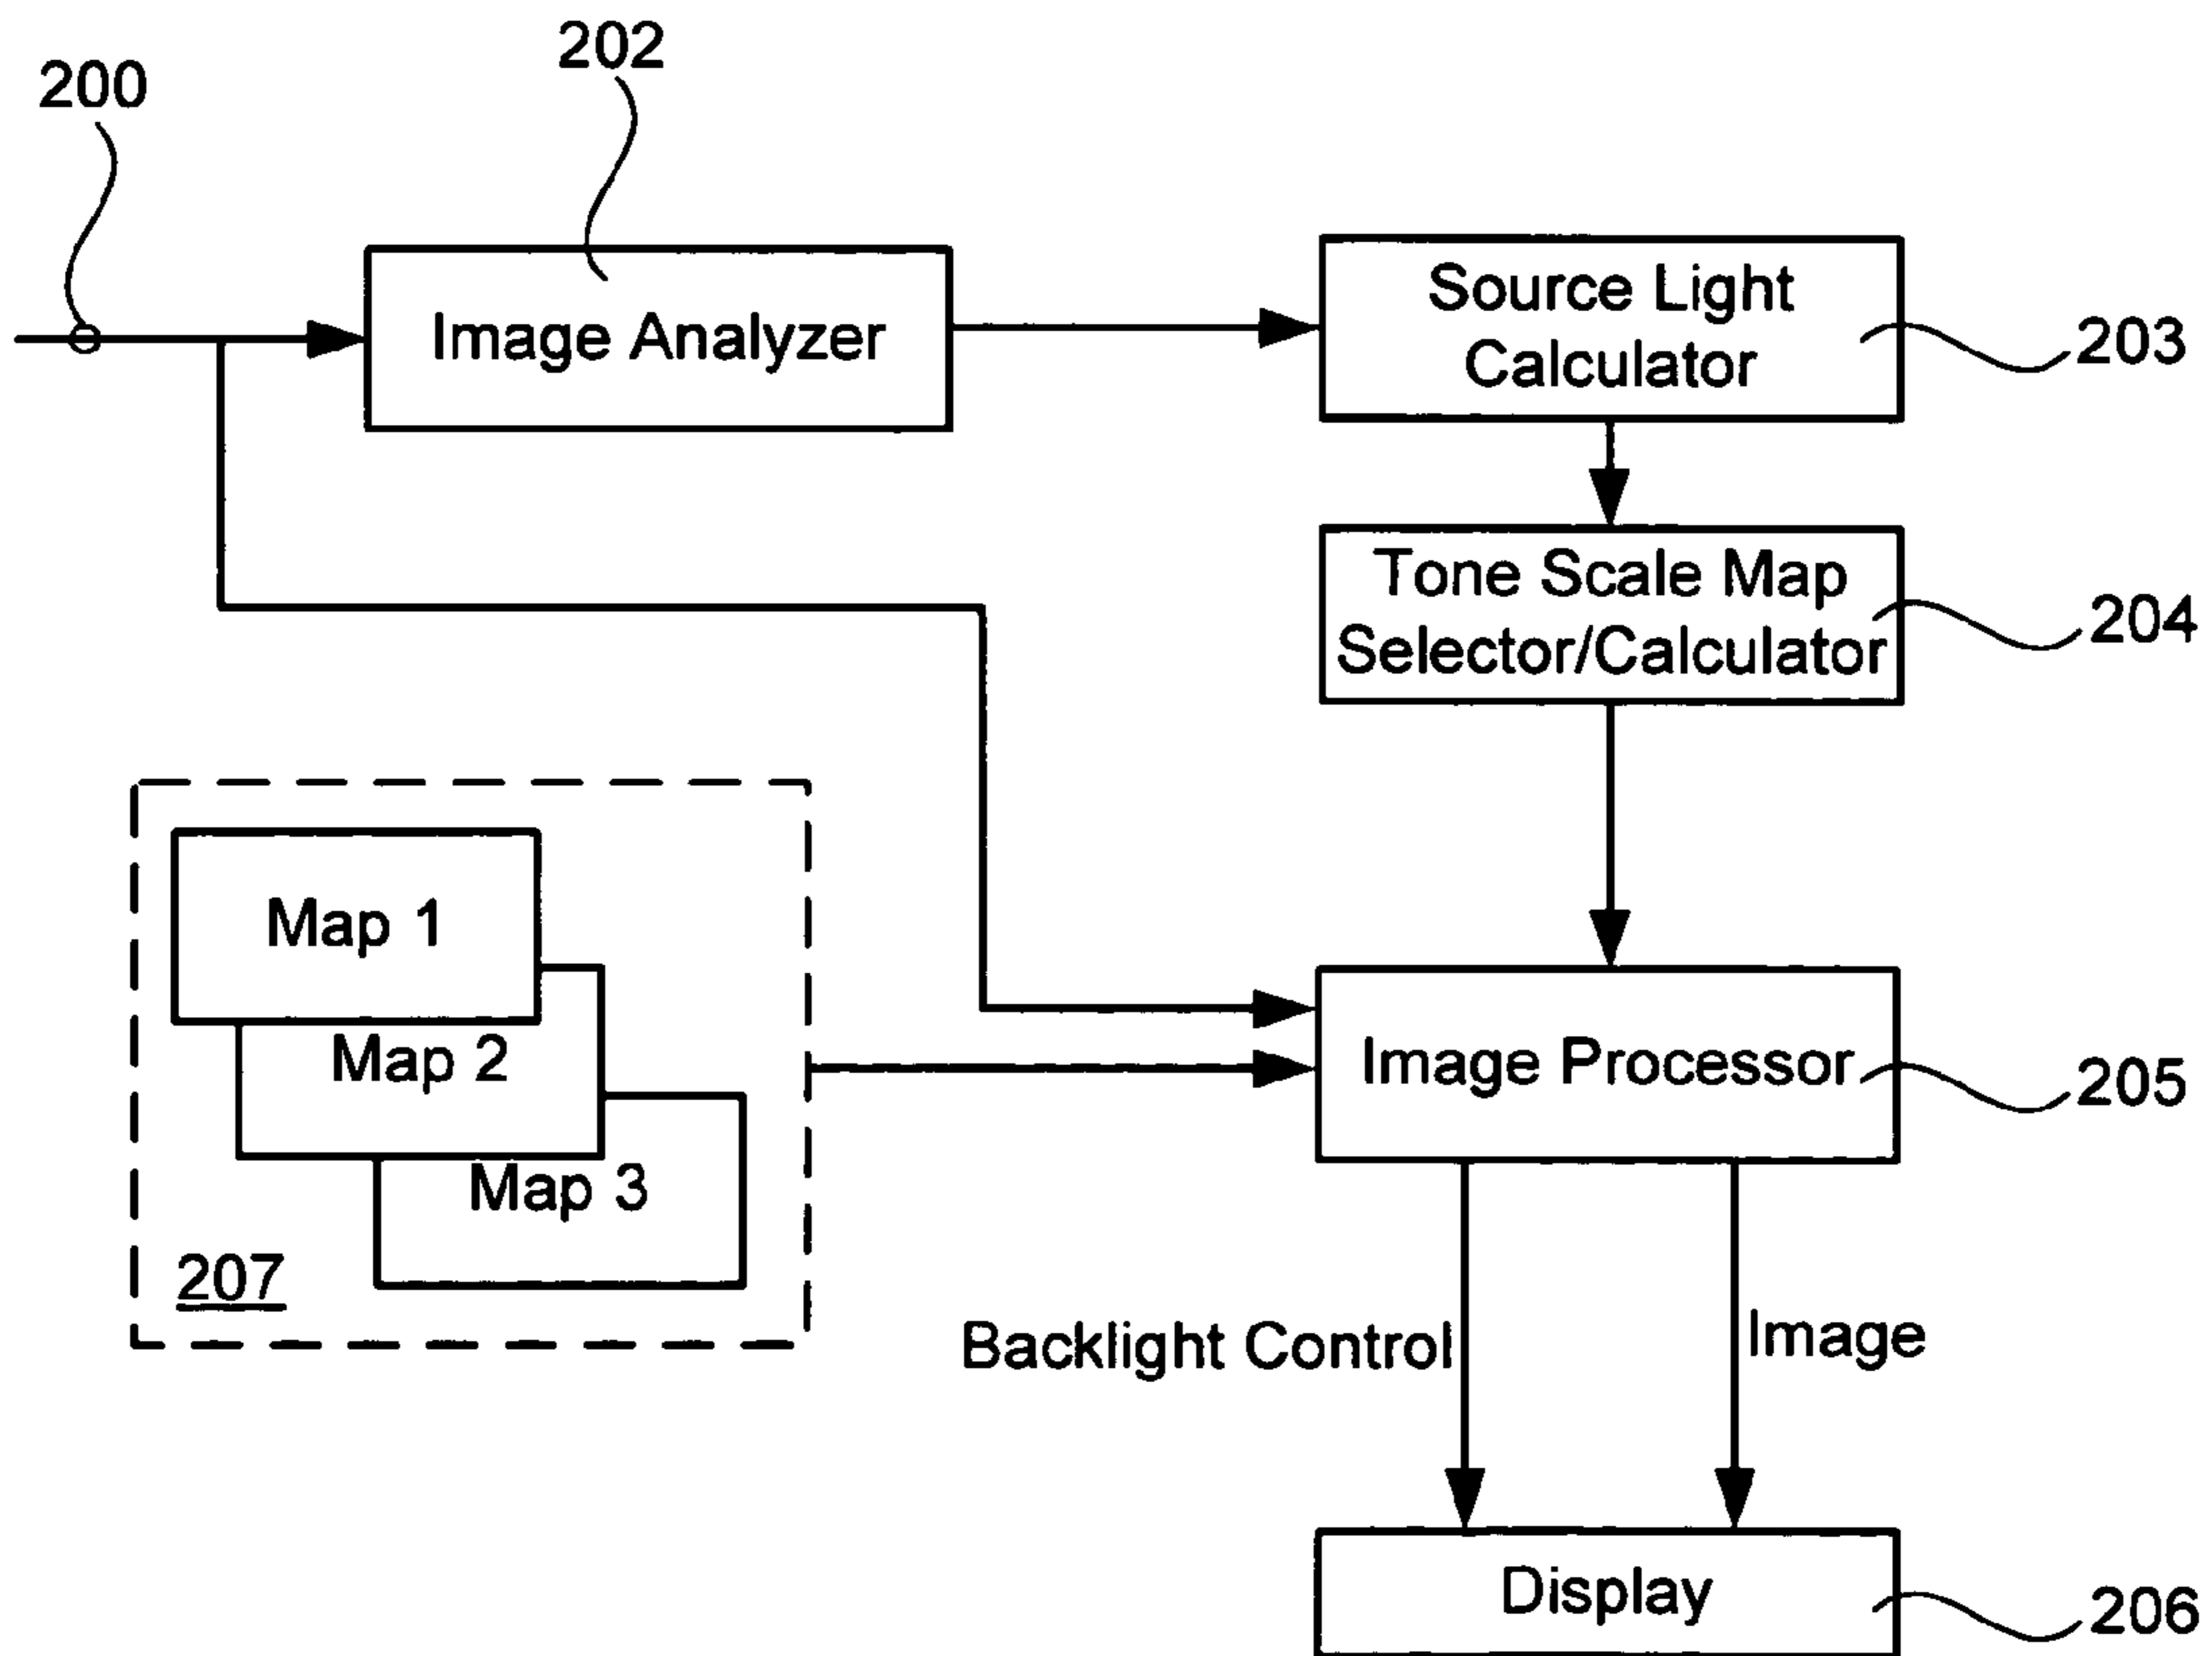 200
202
Image Analyzer
Source Light
Calculator
203
Tone Scale Map
Selector/Calculator
204
Map 1
Map 2
Map 3
207
Image Processor
205
Backlight Control
Image
Display
206